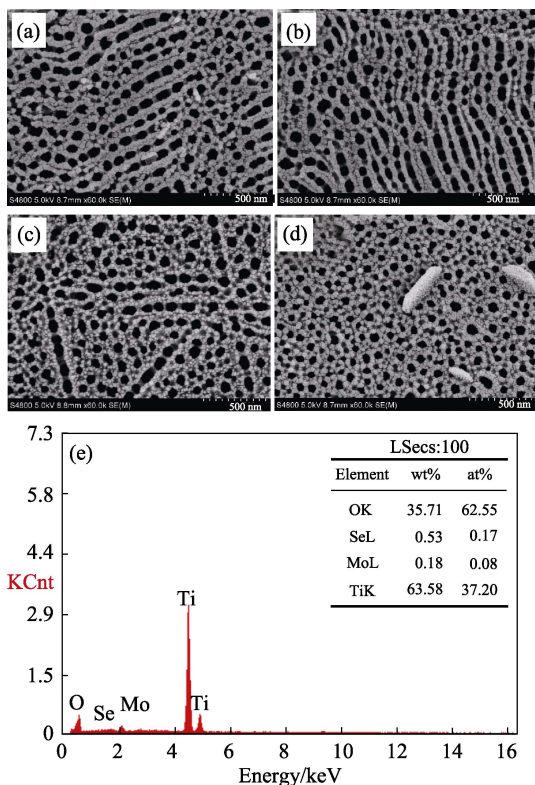 (a)
S4800 5.0kV 8.7mm x60.0k SE(M)
500 nm
(b)
S4800 5.0kV 8.7mm x60.0k SE(M)
500 nm
(c)
S4800 5.0kV 8.8mm x60.0k SE(M)
500 nm
(d)
S4800 5.0kV 8.7mm x60.0k SE(M)
500 nm
(e)
LSecs:100
Element wt% at%
OK 35.71 62.55
SeL 0.53 0.17
MoL 0.18 0.08
TiK 63.58 37.20
7.3
5.8
4.4
KCnt
2.9
1.5
0
Ti
O
Se
Mo
Ti
0 2 4 6 8 10 12 14 16
Energy/keV